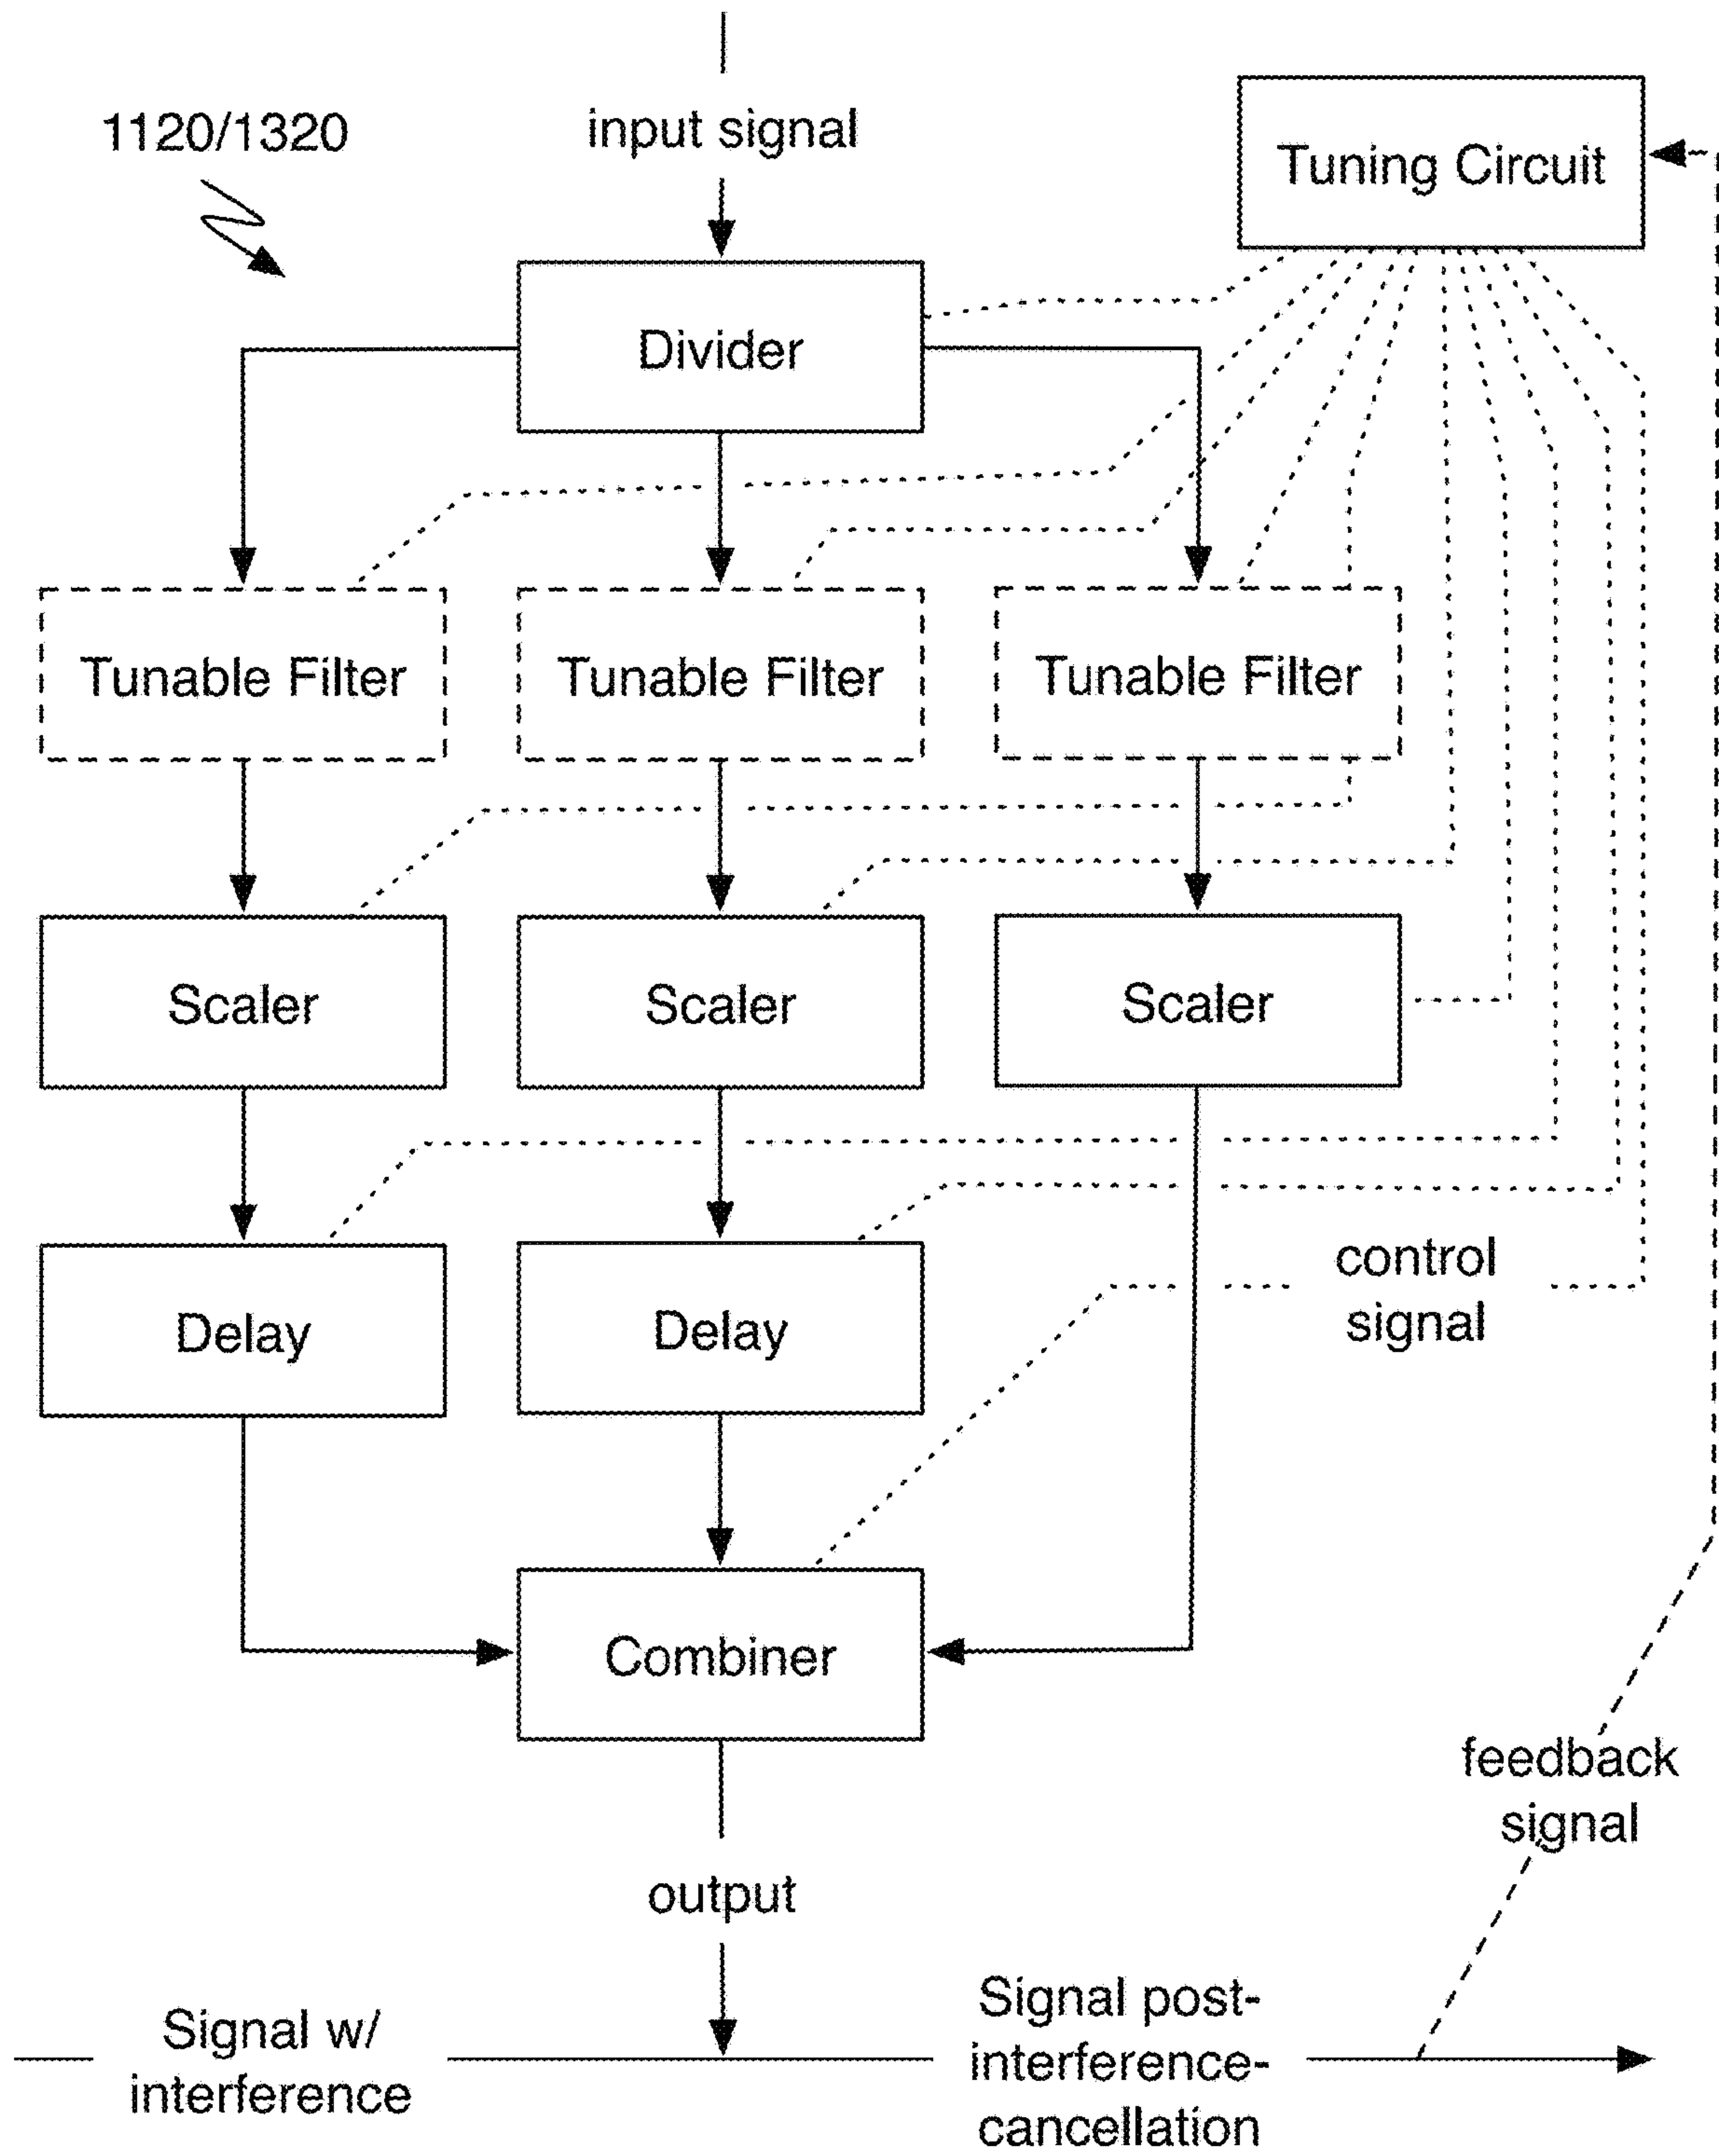 1120/1320
input signal
Tuning Circuit
Divider
Tunable Filter
Tunable Filter
Tunable Filter
Scaler
Scaler
Scaler
Delay
Delay
control
signal
Combiner
feedback
signal
output
Signal w/
interference
Signal post-
interference-
cancellation